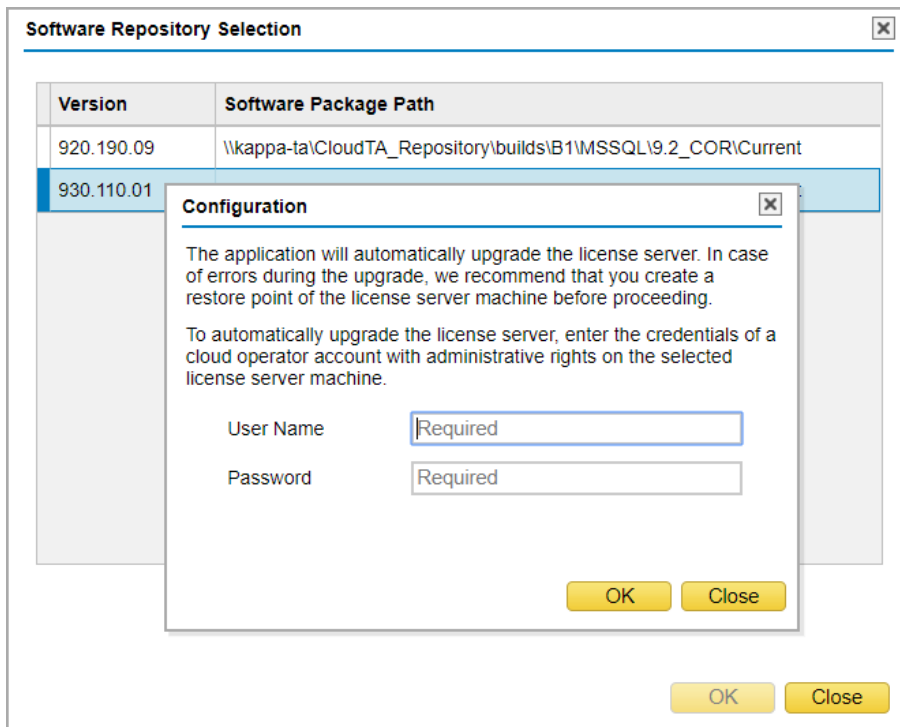 Software Repository Selection
Version Software Package Path
920.190.09 \\kappa-ta\CloudTA_Repository\builds\B1\MSSQL\9.2_COR\Current
930.110.01
Configuration
The application will automatically upgrade the license server. In case
of errors during the upgrade, we recommend that you create a
restore point of the license server machine before proceeding.
To automatically upgrade the license server, enter the credentials of a
cloud operator account with administrative rights on the selected
license server machine.
User Name Required
Password Required
OK Close
OK Close